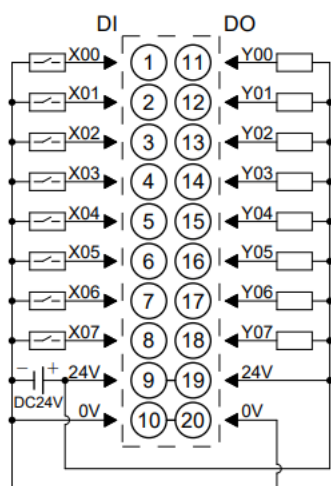 DI DO
X00 1 11 Y00
X01 2 12 Y01
X02 3 13 Y02
X03 4 14 Y03
X04 5 15 Y04
X05 6 16 Y05
X06 7 17 Y06
X07 8 18 Y07
− + 24V 9 19 24V
DC24V 0V 10 20 0V